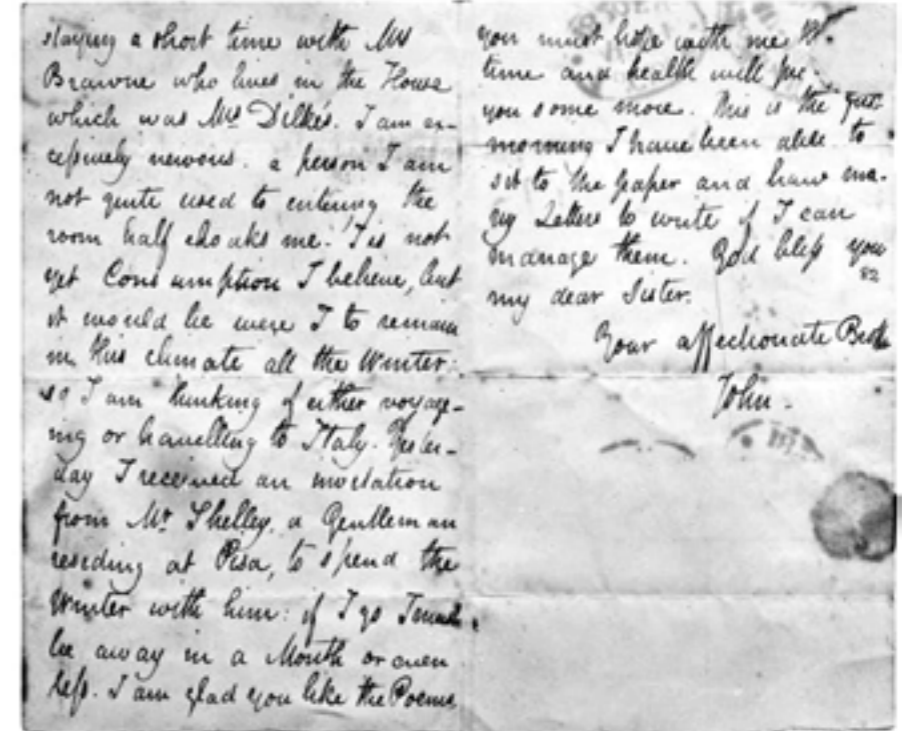 staying a short time with Mrs
Brawne who lives in the House
which was Mrs Dilke's. I am ex-
cessively nervous. a person I am
not quite used to entering the
room half choaks me. 'Tis not
yet Consumption I believe, but
it would be were I to remain
in this climate all the Winter:
so I am thinking of either voyag-
ing or travelling to Italy. Yester-
day I received an invitation
from Mr Shelley, a Gentleman
residing at Pisa, to spend the
Winter with him: if I go I must
be away in a Month or even
less. I am glad you like the Poems
you must hope with me that
time and health will
you some more. This is the first
morning I have been able to
sit to the paper and have ma-
ny Letters to write if I can
manage them. God bless you
my dear Sister.
82
Your affectionate Broth
John.